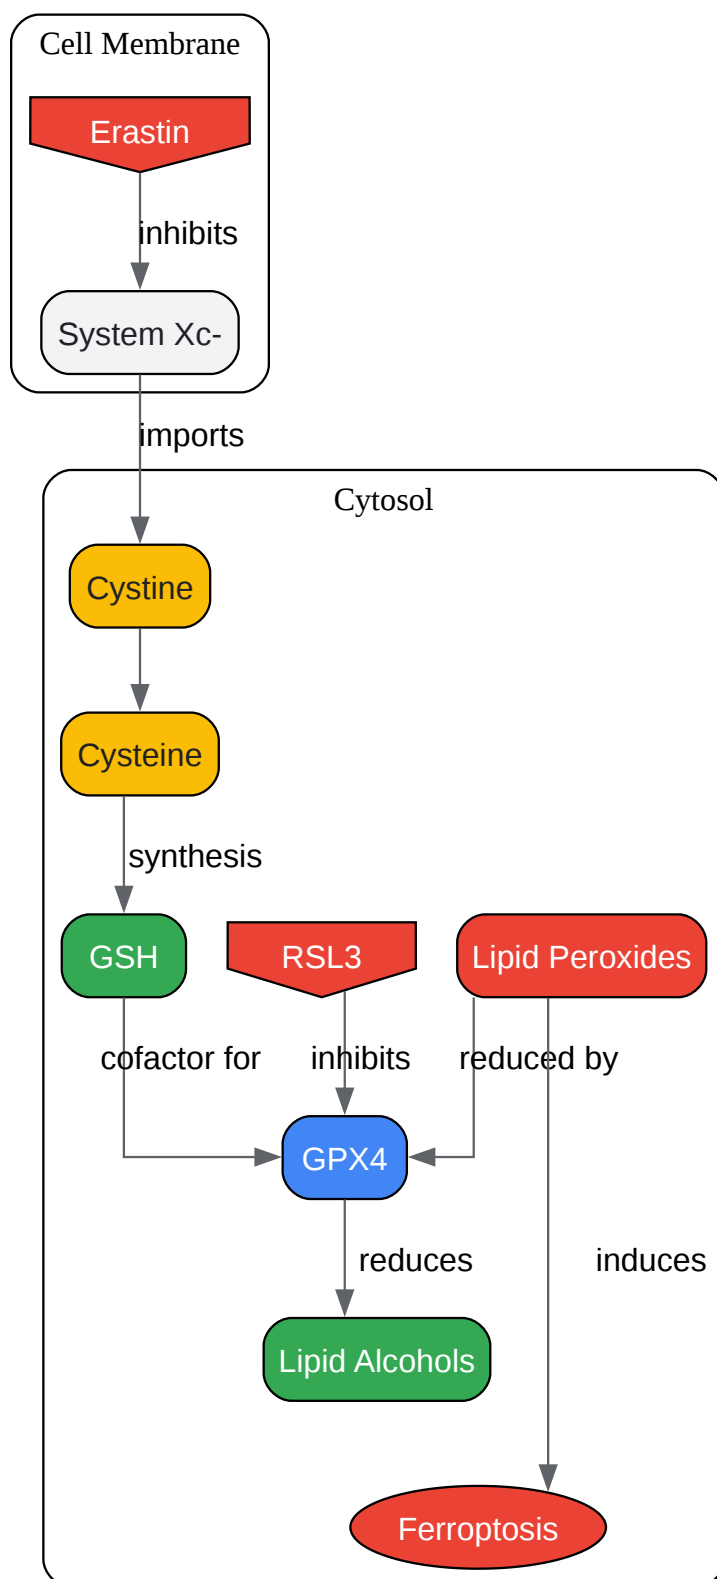 Cell Membrane
Erastin
inhibits
System Xc-
imports
Cytosol
Cystine
Cysteine
synthesis
GSH
RSL3
Lipid Peroxides
cofactor for
inhibits
reduced by
GPX4
reduces
induces
Lipid Alcohols
Ferroptosis